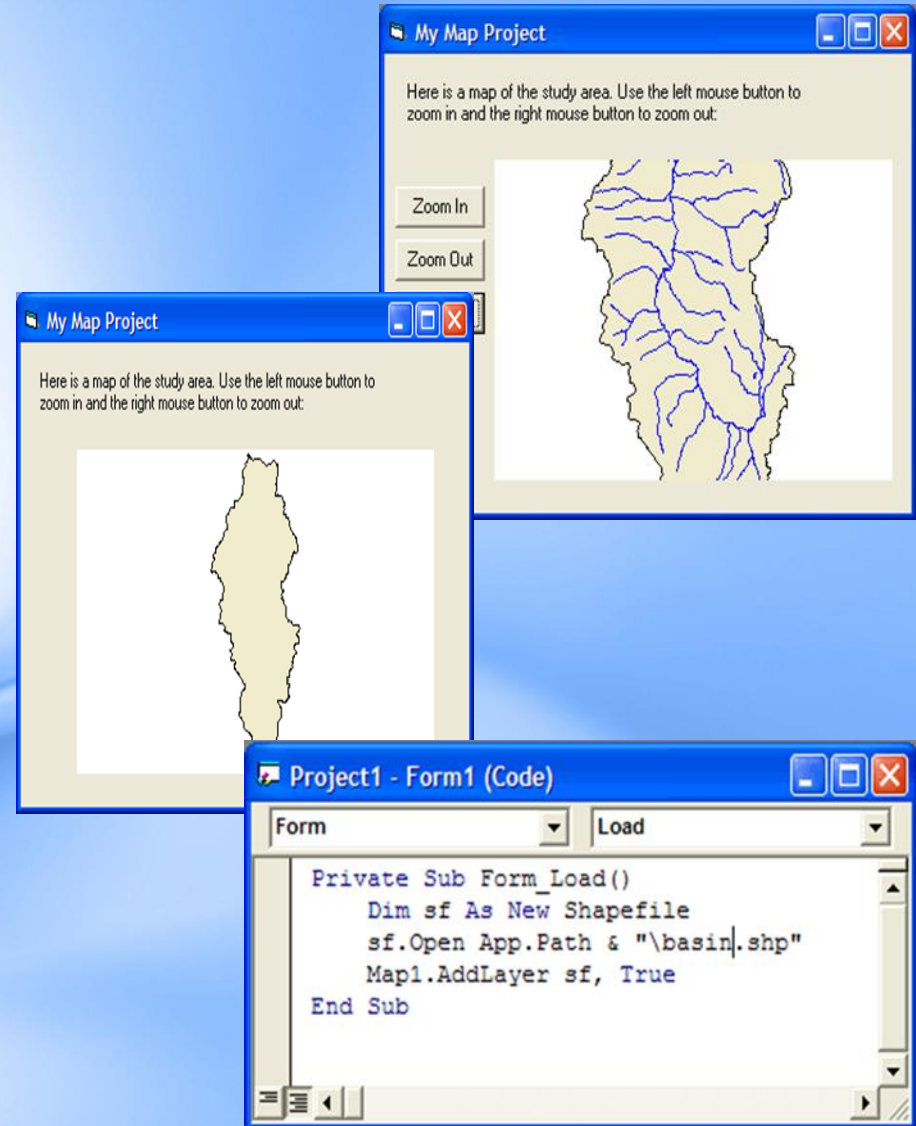 My Map Project
Here is a map of the study area. Use the left mouse button to
zoom in and the right mouse button to zoom out:
Zoom In
Zoom Out
My Map Project
Here is a map of the study area. Use the left mouse button to
zoom in and the right mouse button to zoom out:
Project1 - Form1 (Code)
Form
Load
Private Sub Form_Load()
Dim sf As New Shapefile
sf.Open App.Path & "\basin.shp"
Map1.AddLayer sf, True
End Sub